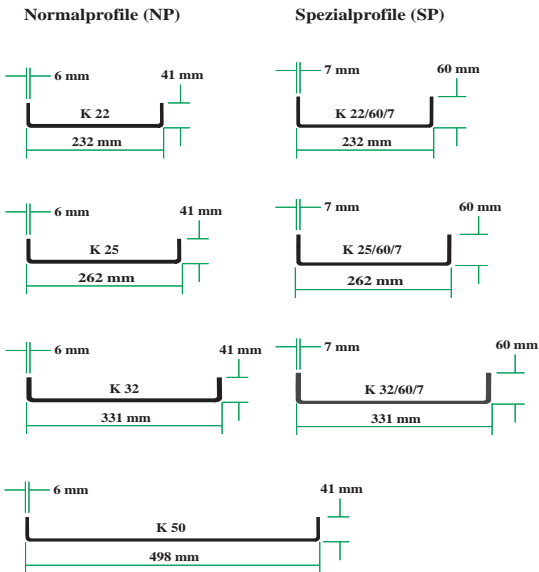 Normalprofile (NP) Spezialprofile (SP)
6 mm 41 mm 7 mm 60 mm
K 22 K 22/60/7
232 mm 232 mm
6 mm 41 mm 7 mm 60 mm
K 25 K 25/60/7
262 mm 262 mm
6 mm 41 mm 7 mm 60 mm
K 32 K 32/60/7
331 mm 331 mm
6 mm 41 mm
K 50
498 mm